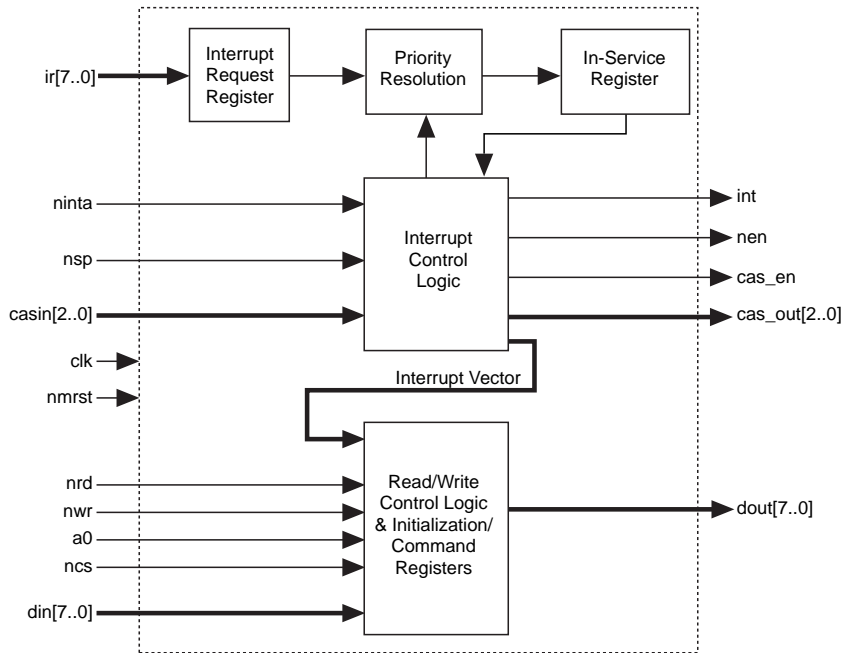 ir[7..0]
Interrupt
Request
Register
Priority
Resolution
In-Service
Register
ninta
nsp
casin[2..0]
clk
nmrst
Interrupt
Control
Logic
int
nen
cas_en
cas_out[2..0]
Interrupt Vector
nrd
nwr
a0
ncs
din[7..0]
Read/Write
Control Logic
& Initialization/
Command
Registers
dout[7..0]